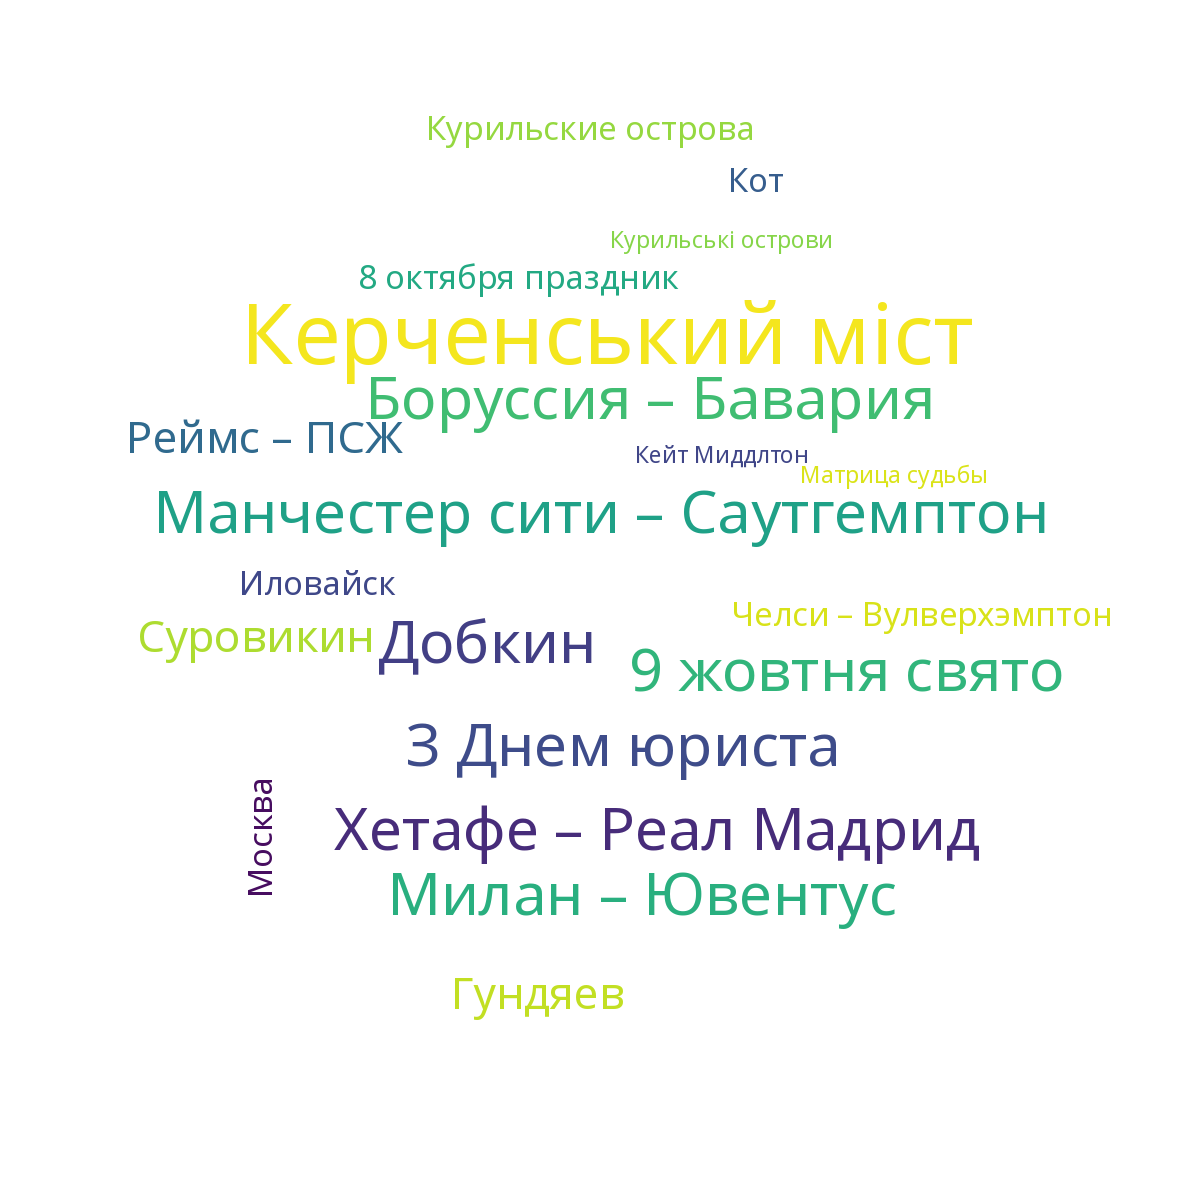 Курильские острова
Кот
Курильські острови
8 октября праздник
Керченський міст
Боруссия – Бавария
Реймс – ПСЖ
Кейт Миддлтон
Матрица судьбы
Манчестер сити – Саутгемптон
Иловайск
Челси – Вулверхэмптон
Суровикин
Добкин
9 жовтня свято
З Днем юриста
Москва
Хетафе – Реал Мадрид
Милан – Ювентус
Гундяев